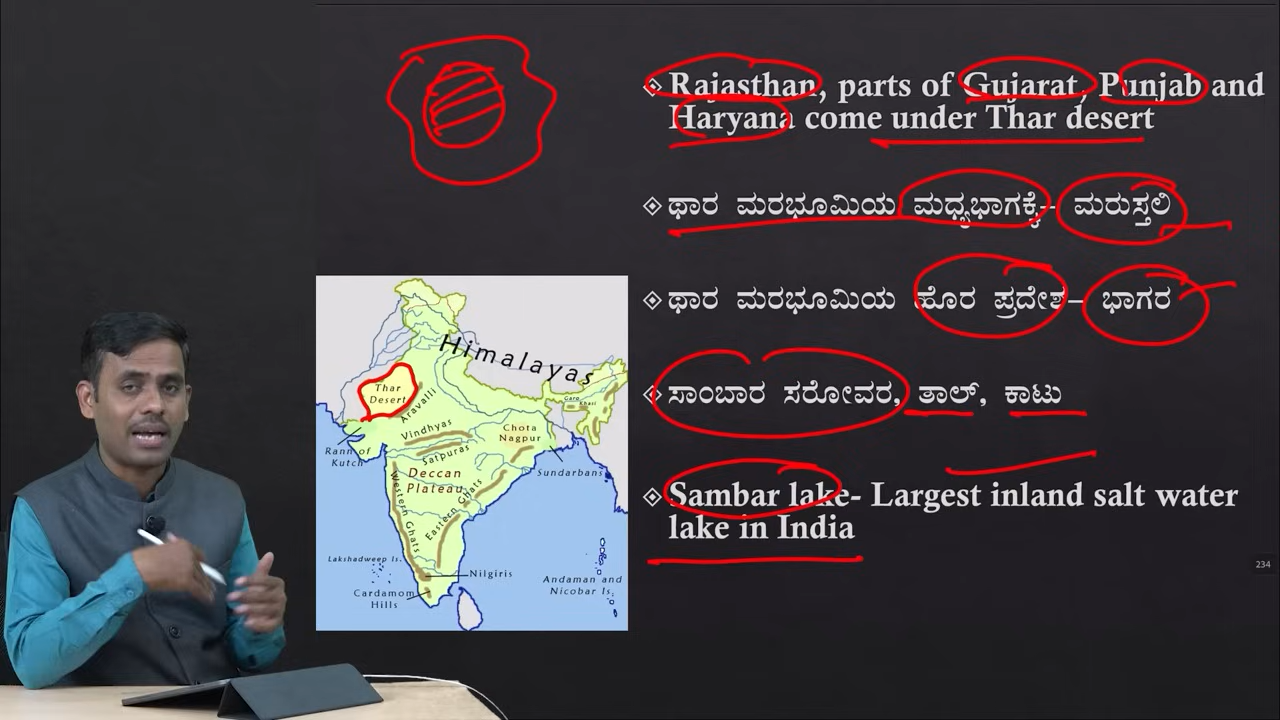 Rajasthan, parts of Gujarat, Punjab and
Haryana come under Thar desert
ಥಾರ ಮರಭೂಮಿಯ ಮಧ್ಯಭಾಗಕ್ಕೆ– ಮರುಸ್ತಲಿ
ಥಾರ ಮರಭೂಮಿಯ ಹೊರ ಪ್ರದೇಶ– ಭಾಗರ
ಸಾಂಬಾರ ಸರೋವರ, ತಾಲ್, ಕಾಟು
Sambar lake- Largest inland salt water
lake in India
234
Himalayas
Thar
Desert
Aravalli
Garo
Khasi
Vindhyas
Chota
Nagpur
Rann of
Kutch
Satpuras
Sundarbans
Deccan
Plateau
Western Ghats
Eastern Ghats
Lakshadweep Is.
Nilgiris
Andaman and
Nicobar Is.
Cardamom
Hills